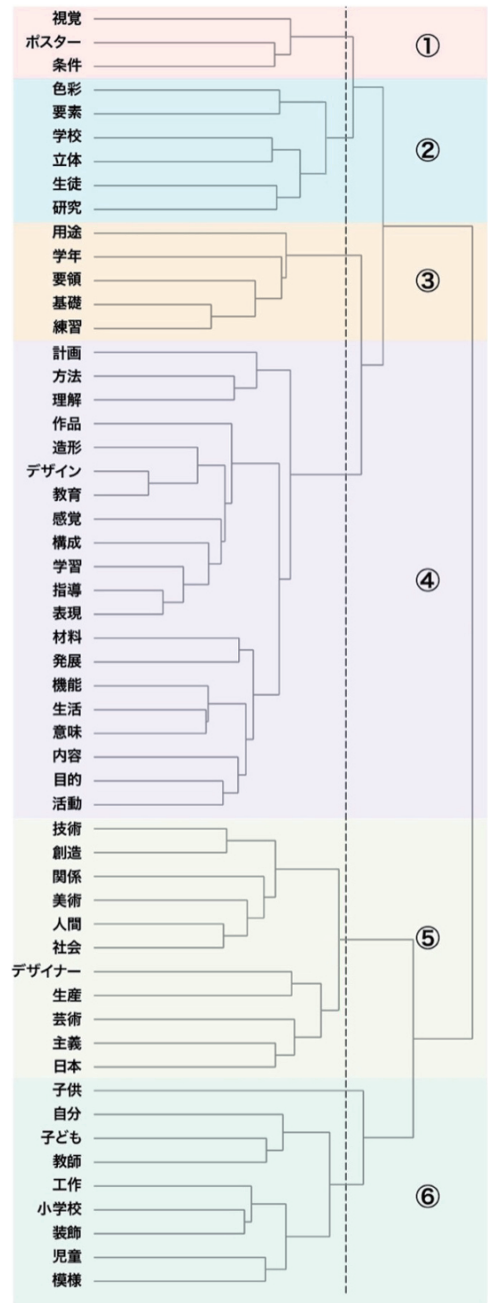 視覚
ポスター
条件
①
色彩
要素
学校
立体
生徒
研究
②
用途
学年
要領
基礎
練習
③
計画
方法
理解
作品
造形
デザイン
教育
感覚
構成
学習
指導
表現
材料
発展
機能
生活
意味
内容
目的
活動
④
技術
創造
関係
美術
人間
社会
デザイナー
生産
芸術
主義
日本
⑤
子供
自分
子ども
教師
工作
小学校
装飾
児童
模様
⑥